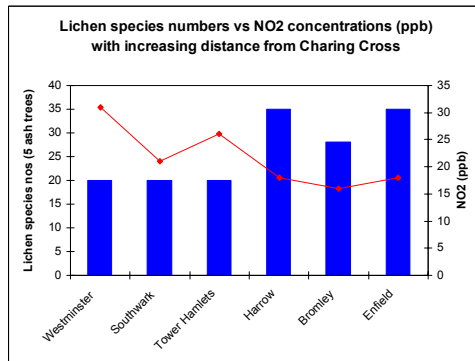 Lichen species numbers vs NO2 concentrations (ppb)
with increasing distance from Charing Cross
Lichen species nos (5 ash trees)
40
35
30
25
20
15
10
5
0
35
30
25
20
15
10
5
0
NO2 (ppb)
Westminster
Southwark
Tower Hamlets
Harrow
Bromley
Enfield